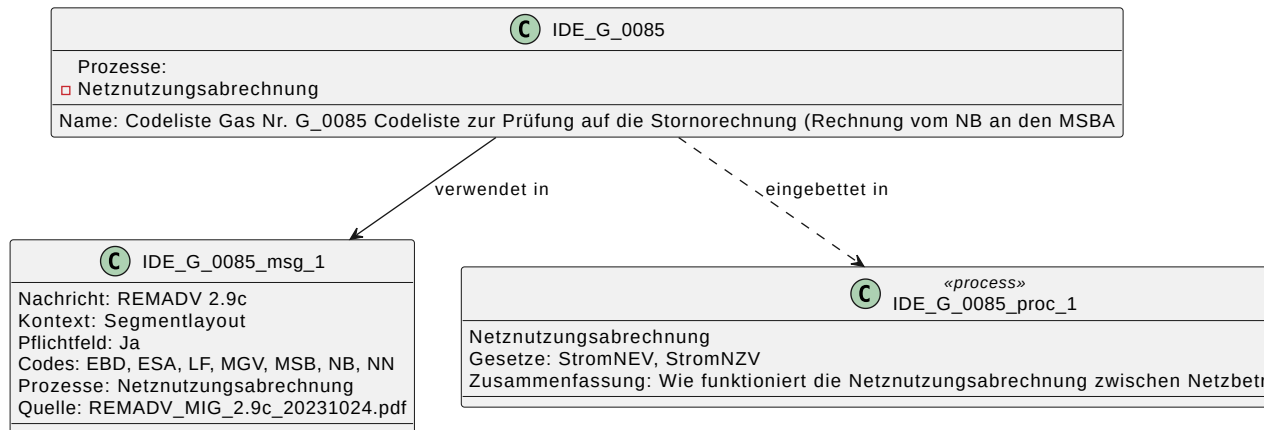 C IDE_G_0085
Prozesse:
Netznutzungsabrechnung
Name: Codeliste Gas Nr. G_0085 Codeliste zur Prüfung auf die Stornorechnung (Rechnung vom NB an den MSBA
verwendet in
eingebettet in
C IDE_G_0085_msg_1
Nachricht: REMADV 2.9c
Kontext: Segmentlayout
Pflichtfeld: Ja
Codes: EBD, ESA, LF, MGV, MSB, NB, NN
Prozesse: Netznutzungsabrechnung
Quelle: REMADV_MIG_2.9c_20231024.pdf
«process»
C IDE_G_0085_proc_1
Netznutzungsabrechnung
Gesetze: StromNEV, StromNZV
Zusammenfassung: Wie funktioniert die Netznutzungsabrechnung zwischen